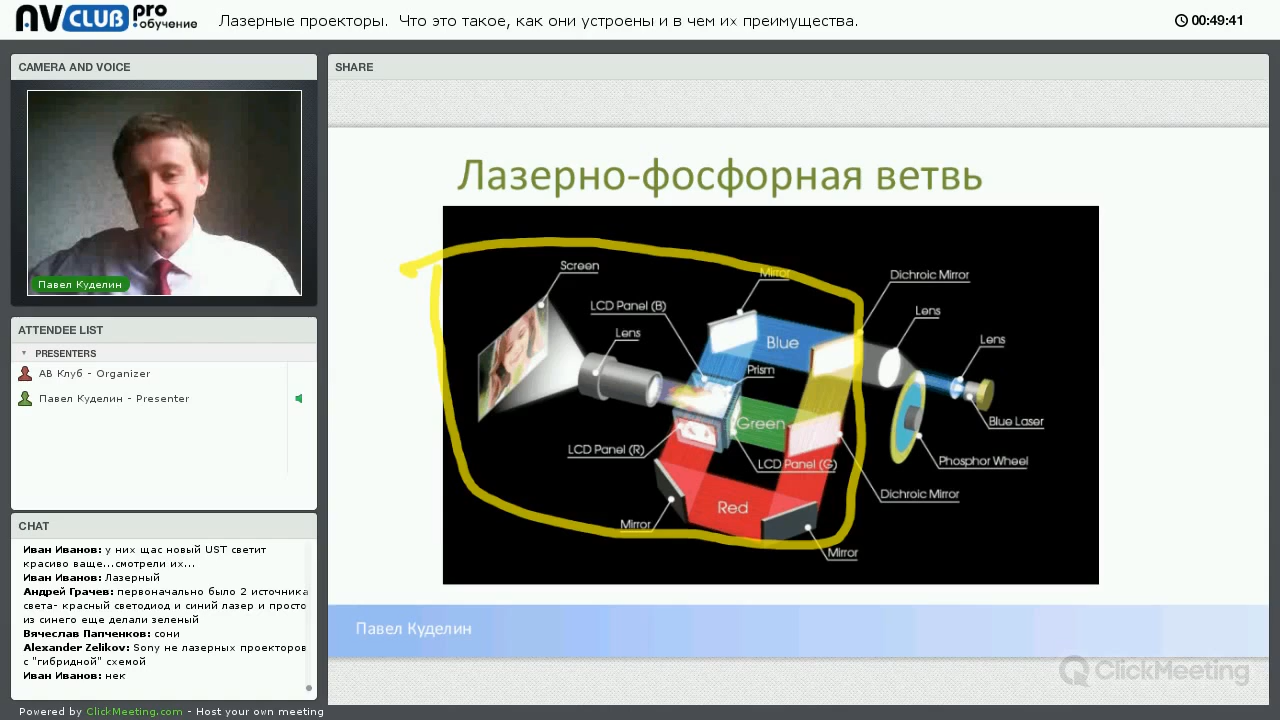 AVCLUB pro
.обучение
Лазерные проекторы. Что это такое, как они устроены и в чем их преимущества.
00:49:41
CAMERA AND VOICE
Павел Куделин
ATTENDEE LIST
PRESENTERS
АВ Клуб - Organizer
Павел Куделин - Presenter
CHAT
Иван Иванов: у них щас новый UST светит
красиво ваще...смотрели их...
Иван Иванов: Лазерный
Андрей Грачев: первоначально было 2 источника
света- красный светодиод и синий лазер и просто
из синего еще делали зеленый
Вячеслав Папченков: сони
Alexander Zelikov: Sony не лазерных проекторов
с "гибридной" схемой
Иван Иванов: нек
Powered by ClickMeeting.com - Host your own meeting
SHARE
Лазерно-фосфорная ветвь
Screen
Mirror
Dichroic Mirror
LCD Panel (B)
Lens
Lens
Blue
Lens
Prism
Green
Blue Laser
LCD Panel (R)
LCD Panel (G)
Phosphor Wheel
Dichroic Mirror
Red
Mirror
Mirror
Павел Куделин
ClickMeeting